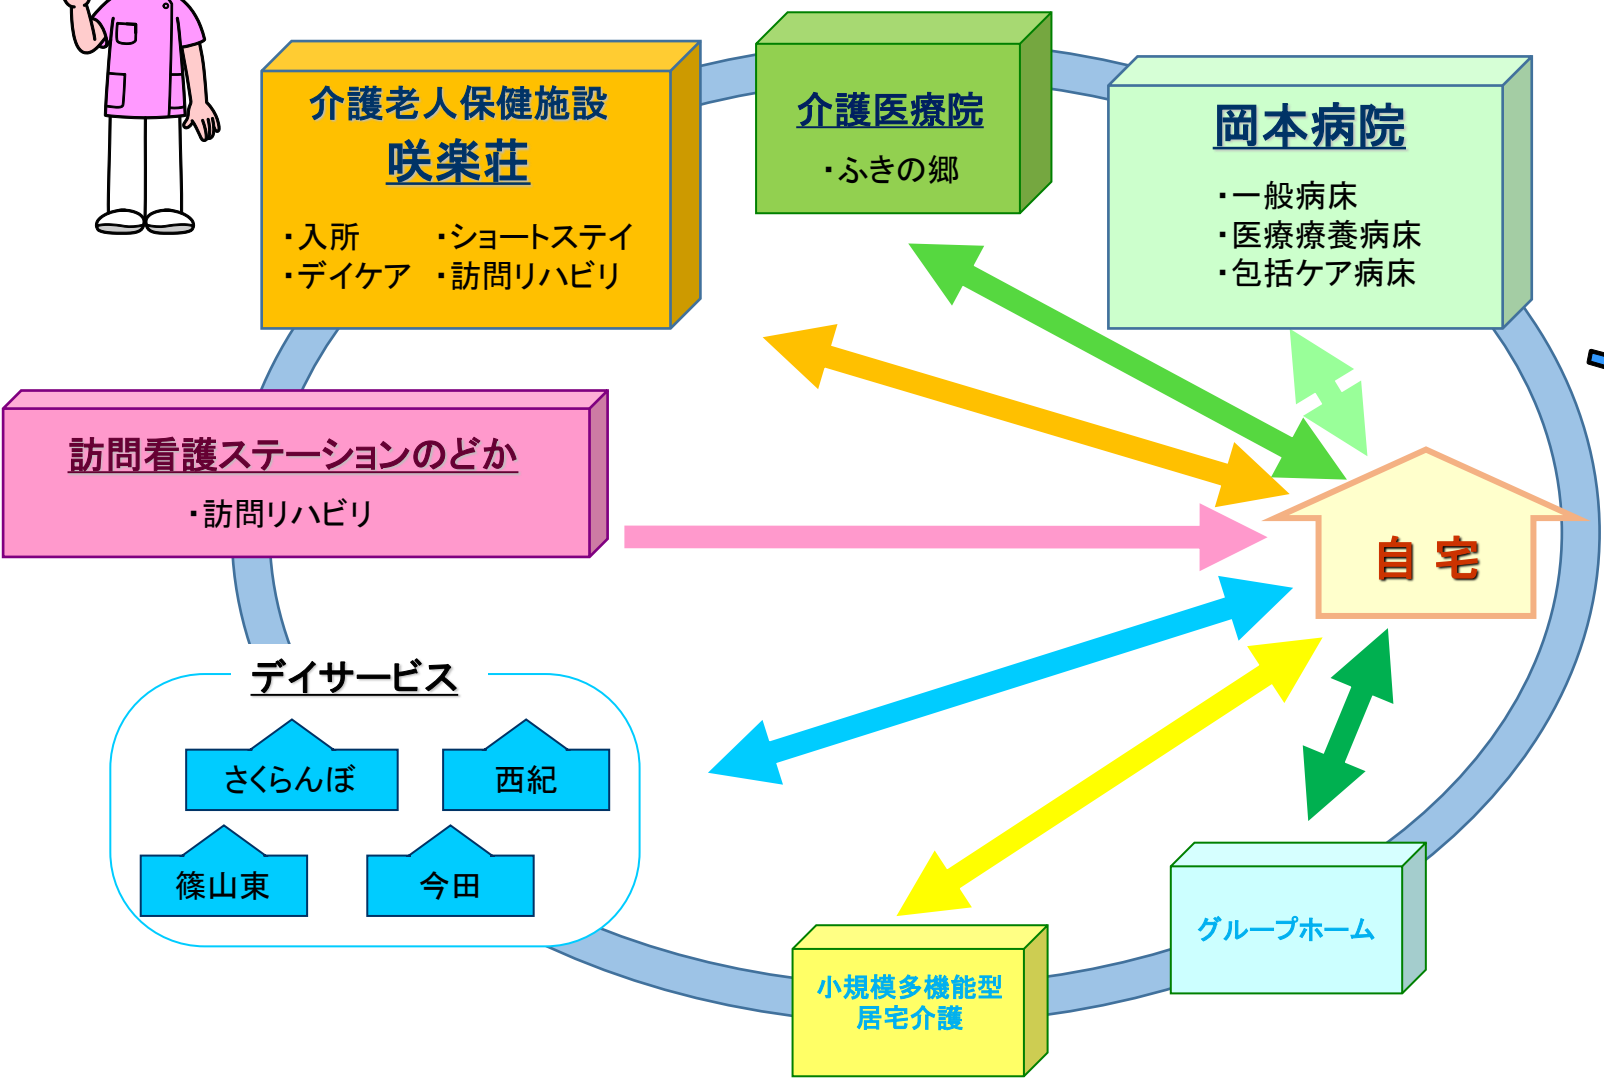 介護老人保健施設
咲楽荘
・入所　・ショートステイ
・デイケア　・訪問リハビリ
介護医療院
・ふきの郷
岡本病院
・一般病床
・医療療養病床
・包括ケア病床
訪問看護ステーションのどか
・訪問リハビリ
自 宅
デイサービス
さくらんぼ
西紀
篠山東
今田
小規模多機能型
居宅介護
グループホーム